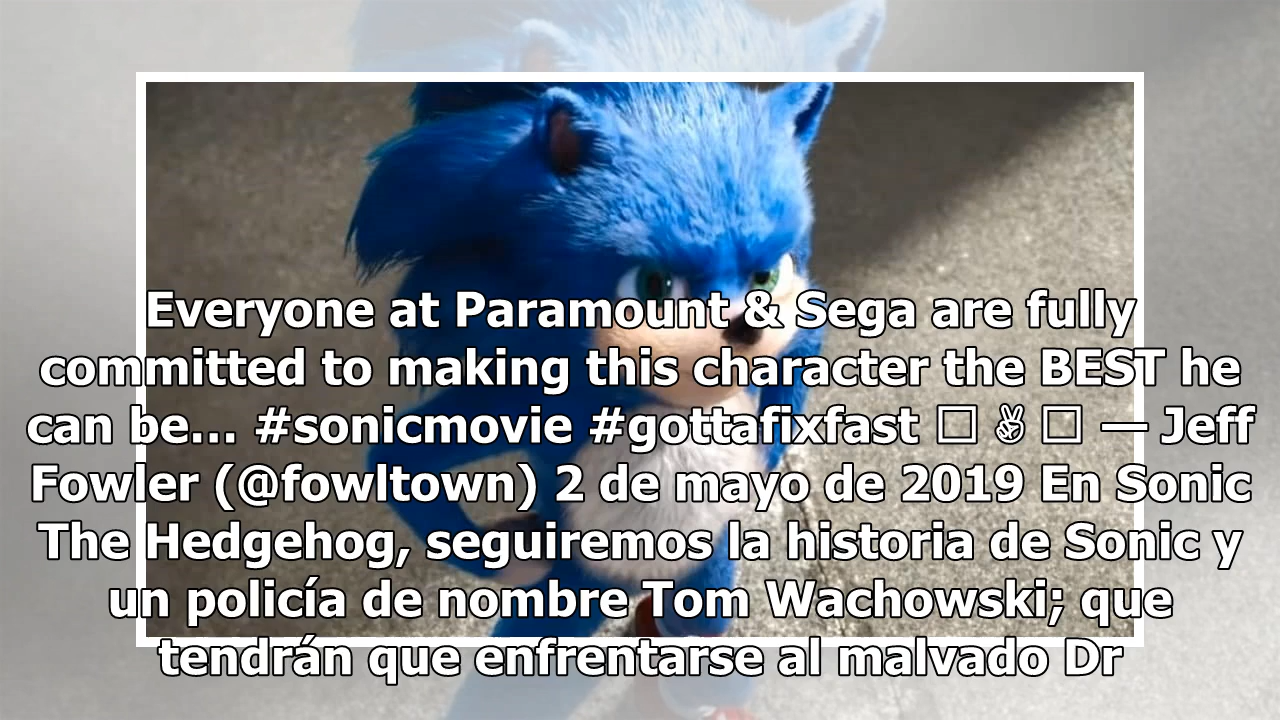 Everyone at Paramount & Sega are fully
committed to making this character the BEST he
can be... #sonicmovie #gottafixfast □ ✌ □ — Jeff
Fowler (@fowltown) 2 de mayo de 2019 En Sonic
The Hedgehog, seguiremos la historia de Sonic y
un policía de nombre Tom Wachowski; que
tendrán que enfrentarse al malvado Dr